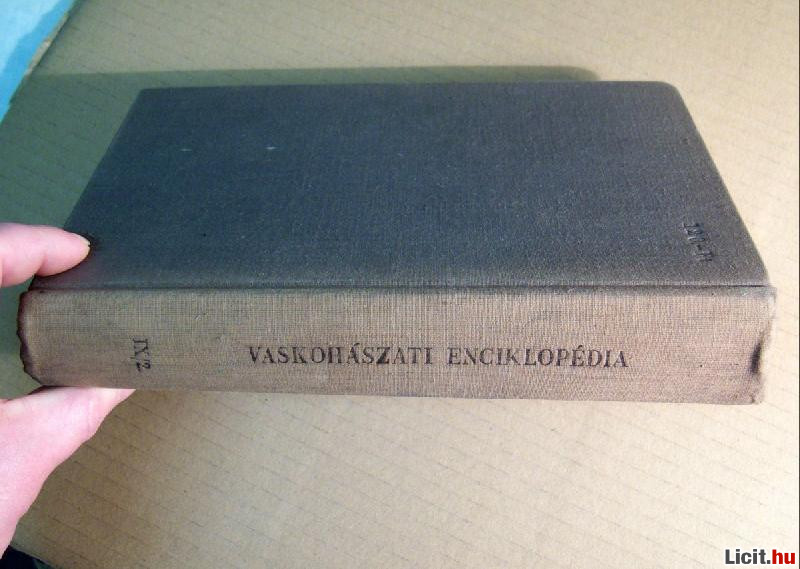 IX/2
VASKOHÁSZATI ENCIKLOPÉDIA
Licit.hu